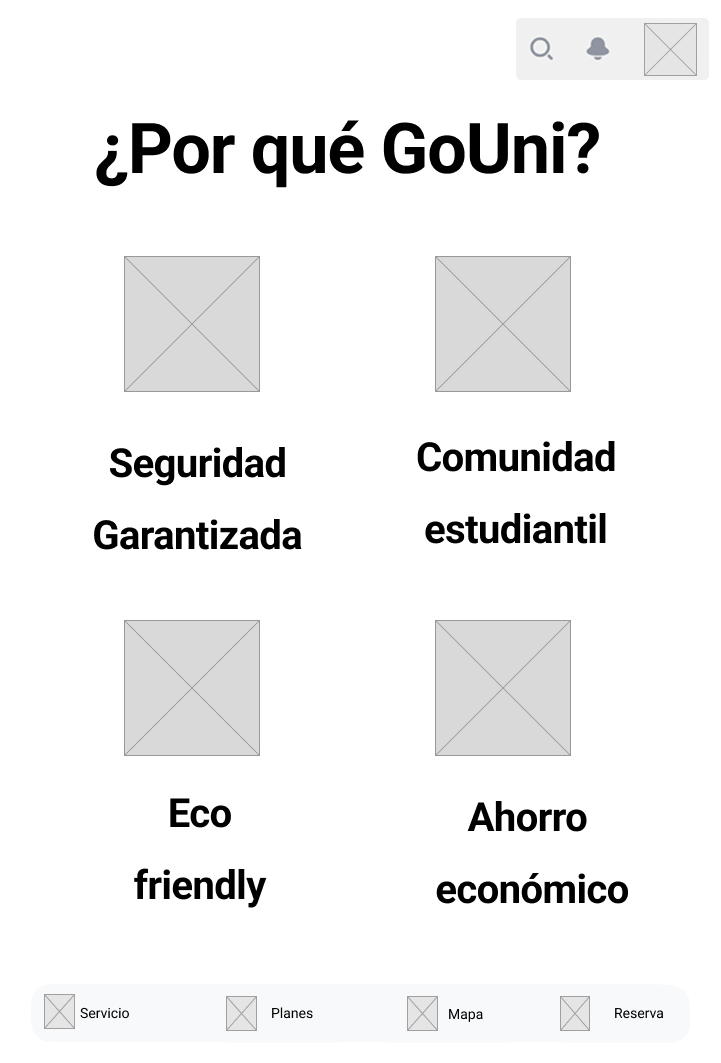 ¿Por qué GoUni?
Seguridad
Garantizada
Comunidad
estudiantil
Eco
friendly
Ahorro
económico
Servicio
Planes
Mapa
Reserva